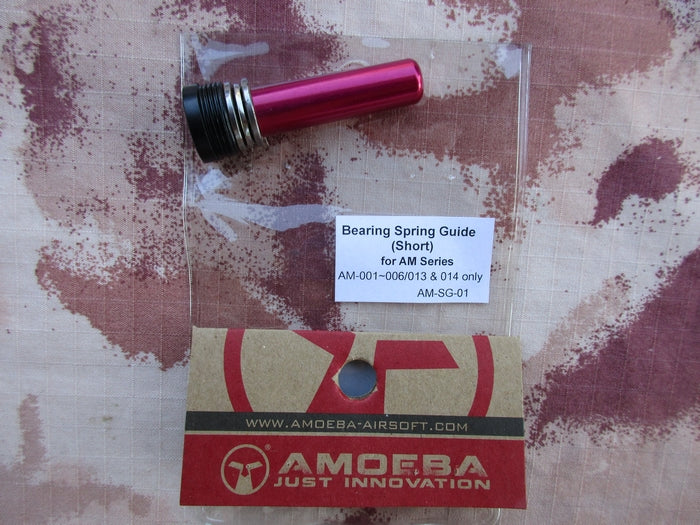 Bearing Spring Guide
(Short)
for AM Series
AM-001~006/013 & 014 only
AM-SG-01
WWW.AMOEBA-AIRSOFT.COM
® AMOEBA
JUST INNOVATION